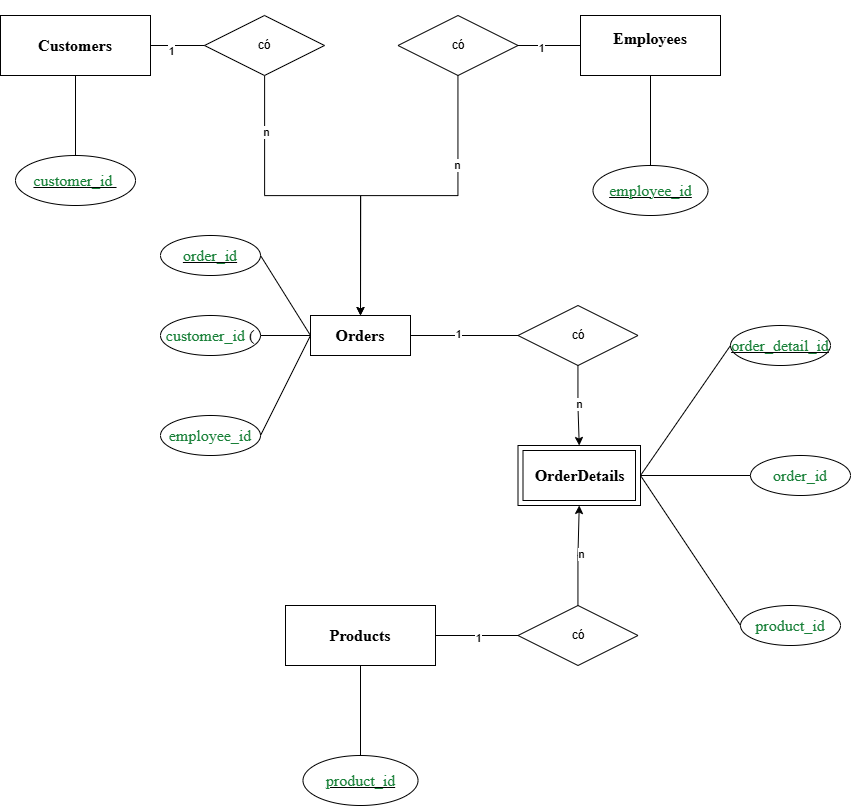 Customers
1
có
có
1
Employees
n
n
customer_id
employee_id
order_id
customer_id (
Orders
1
có
order_detail_id
employee_id
n
OrderDetails
order_id
n
Products
1
có
product_id
product_id